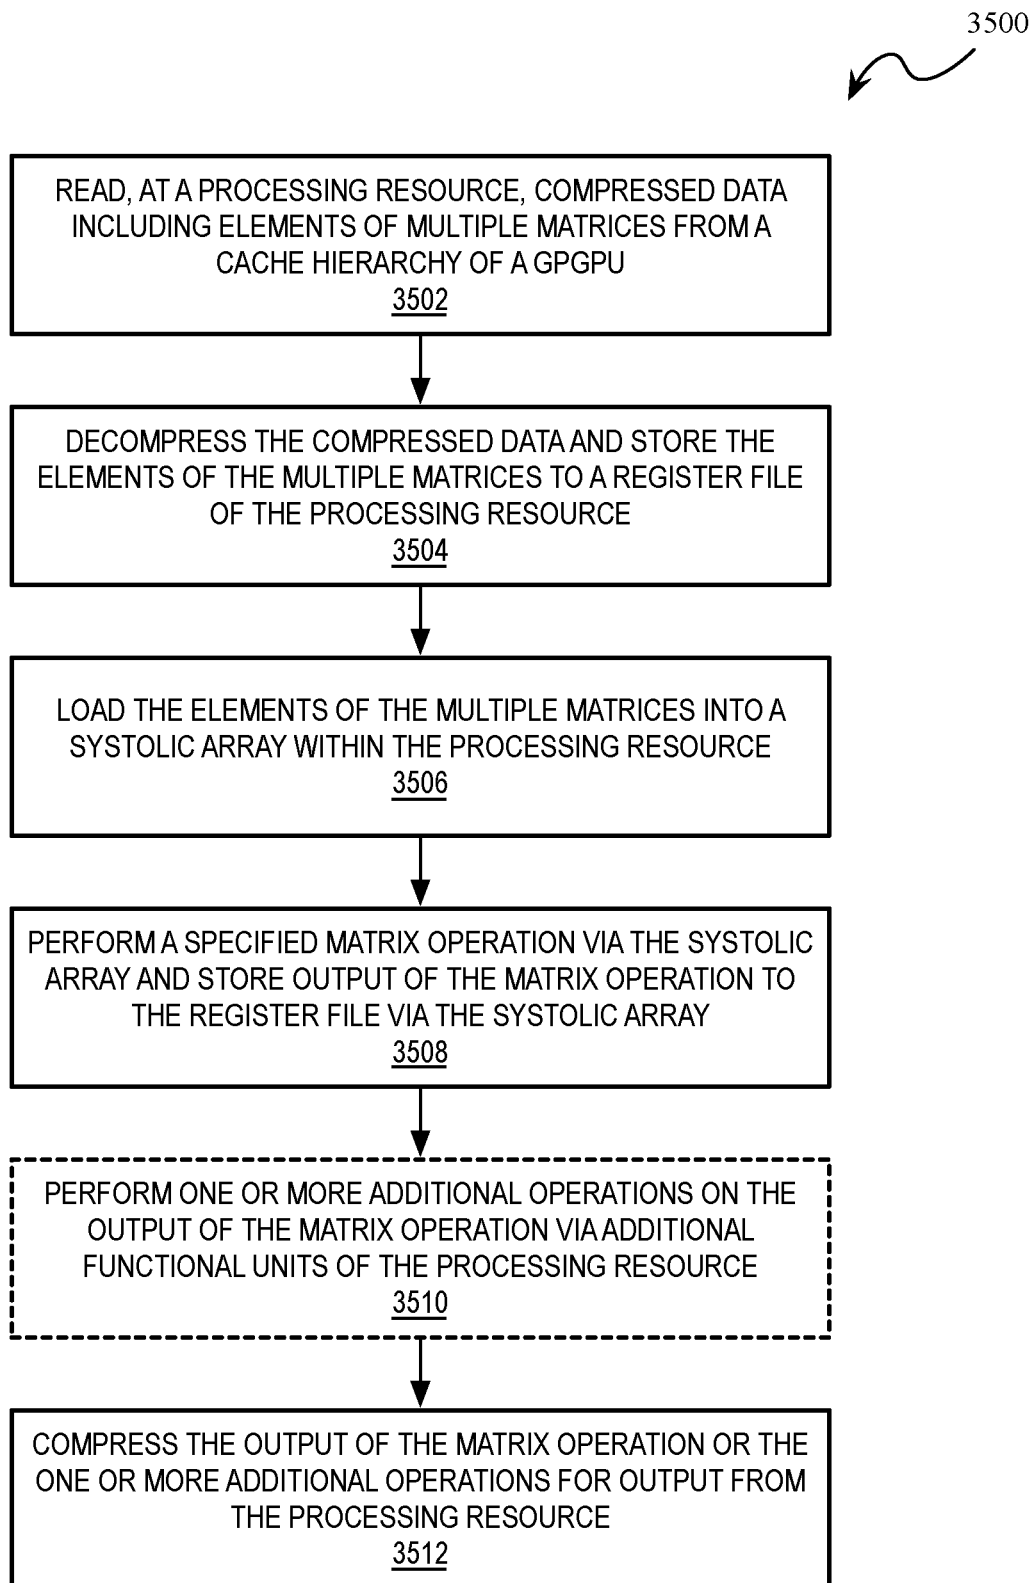 3500
READ, AT A PROCESSING RESOURCE, COMPRESSED DATA
INCLUDING ELEMENTS OF MULTIPLE MATRICES FROM A
CACHE HIERARCHY OF A GPGPU
3502
DECOMPRESS THE COMPRESSED DATA AND STORE THE
ELEMENTS OF THE MULTIPLE MATRICES TO A REGISTER FILE
OF THE PROCESSING RESOURCE
3504
LOAD THE ELEMENTS OF THE MULTIPLE MATRICES INTO A
SYSTOLIC ARRAY WITHIN THE PROCESSING RESOURCE
3506
PERFORM A SPECIFIED MATRIX OPERATION VIA THE SYSTOLIC
ARRAY AND STORE OUTPUT OF THE MATRIX OPERATION TO
THE REGISTER FILE VIA THE SYSTOLIC ARRAY
3508
PERFORM ONE OR MORE ADDITIONAL OPERATIONS ON THE
OUTPUT OF THE MATRIX OPERATION VIA ADDITIONAL
FUNCTIONAL UNITS OF THE PROCESSING RESOURCE
3510
COMPRESS THE OUTPUT OF THE MATRIX OPERATION OR THE
ONE OR MORE ADDITIONAL OPERATIONS FOR OUTPUT FROM
THE PROCESSING RESOURCE
3512